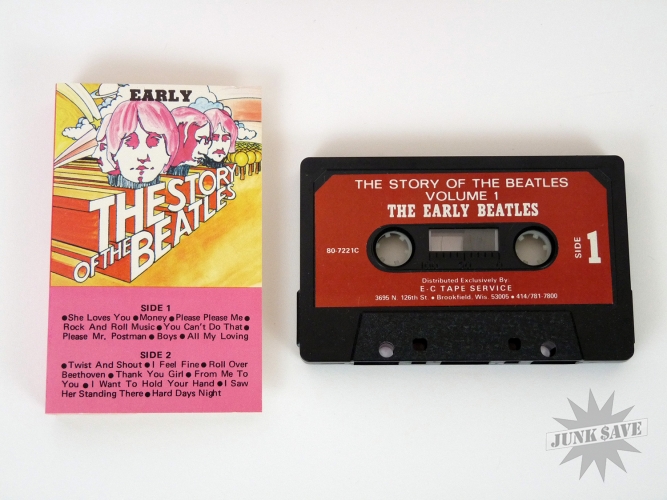 EARLY
THE STORY
OF THE
BEATLES
SIDE 1
●She Loves You ●Money ●Please Please Me ●
Rock And Roll Music ●You Can't Do That ●
Please Mr. Postman ● Boys ● All My Loving
SIDE 2
●Twist And Shout ● I Feel Fine ● Roll Over
Beethoven ● Thank You Girl ● From Me To
You ● I Want To Hold Your Hand ● I Saw
Her Standing There ● Hard Days Night
THE STORY OF THE BEATLES
VOLUME 1
THE EARLY BEATLES
80-7221C
SIDE 1
Distributed Exclusively By:
E-C TAPE SERVICE
3695 N. 126th St. ● Brookfield, Wis. 53005 ● 414/781-7800
JUNK SAVE